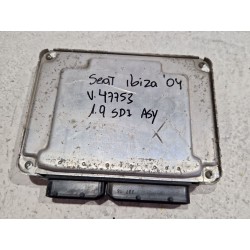 Seat ibiza '04
V.47753
1.9 SDI ASY